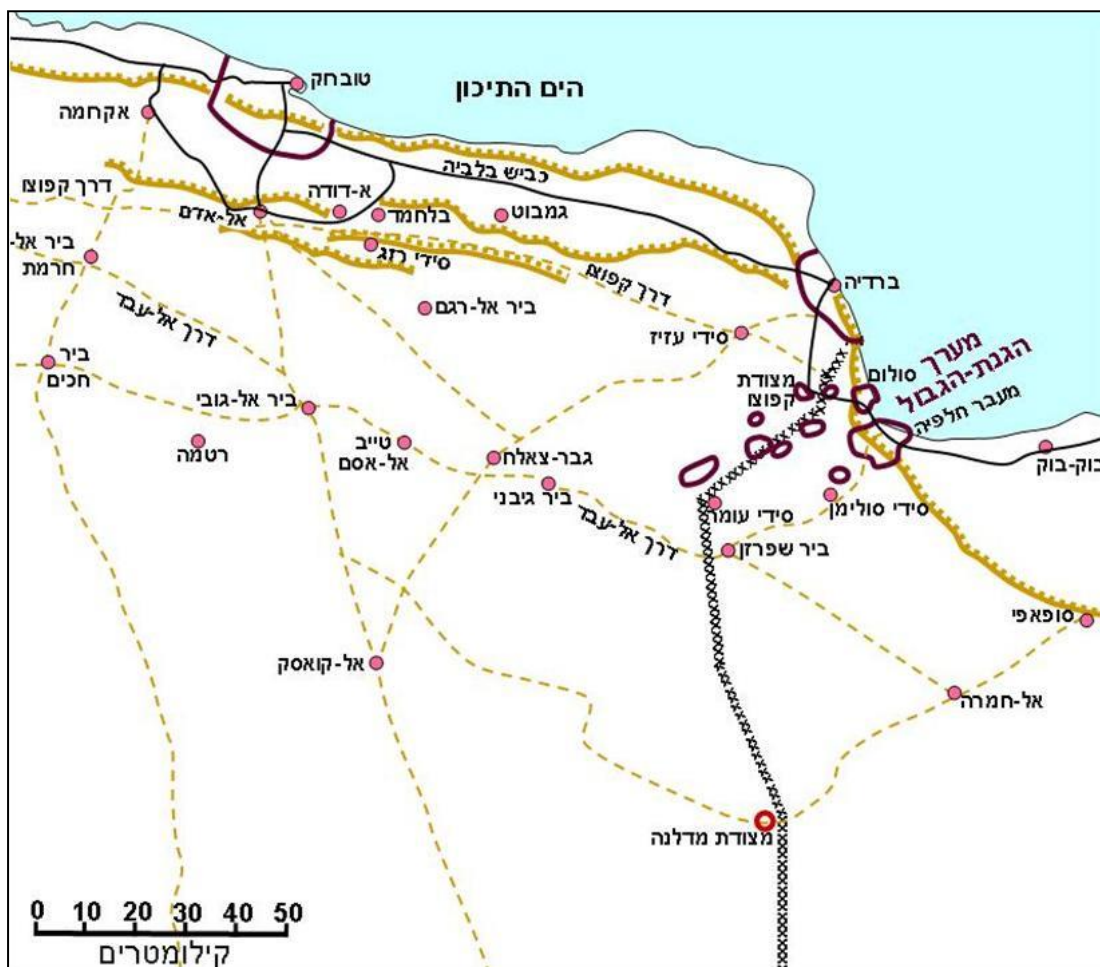 טובחק
הים התיכון
אקחמה
כביש בלביה
דרך קפוצו
א-דודה
בלחמד
גמבוט
אל-אדם
סידי רזג
ביר אל-
חרמת
דרך קפוצו
ברדיה
ביר אל-רגם
דרך אל-עבד
סידי עזיז
מערך
הגנת-הגבול
ביר
חכים
מצודת
קפוצו
סולום
מעבר חלפיה
ביר אל-גובי
רטמה
טייב
אל-אסם
גבר-צאלח
בוק-בוק
ביר גיבני
סידי עומר
סידי סולימן
דרך אל-עבד
ביר שפרזן
סופאפי
אל-קואסק
אל-חמרה
מצודת מדלנה
0 10 20 30 40 50
קילומטרים